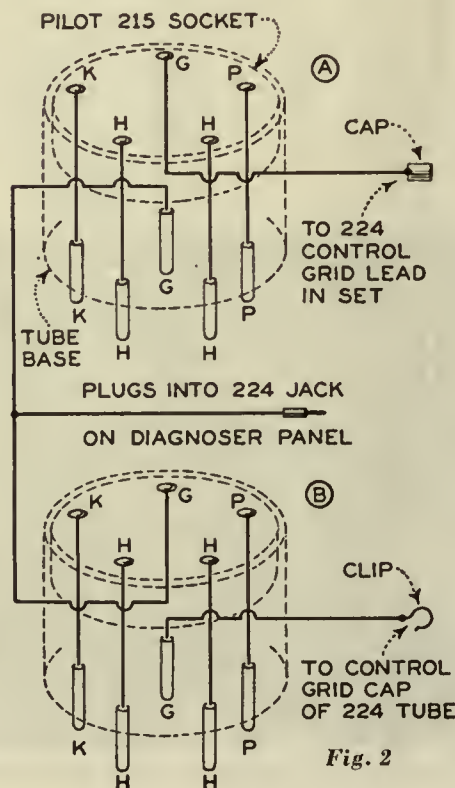 PILOT 215 SOCKET
K
G
P
A
H
H
CAP
TO 224
CONTROL
GRID LEAD
IN SET
G
K
P
TUBE
BASE
H
H
PLUGS INTO 224 JACK
ON DIAGNOSER PANEL
K
G
P
B
H
H
CLIP
TO CONTROL
GRID CAP
OF 224 TUBE
G
K
P
H
H
Fig. 2